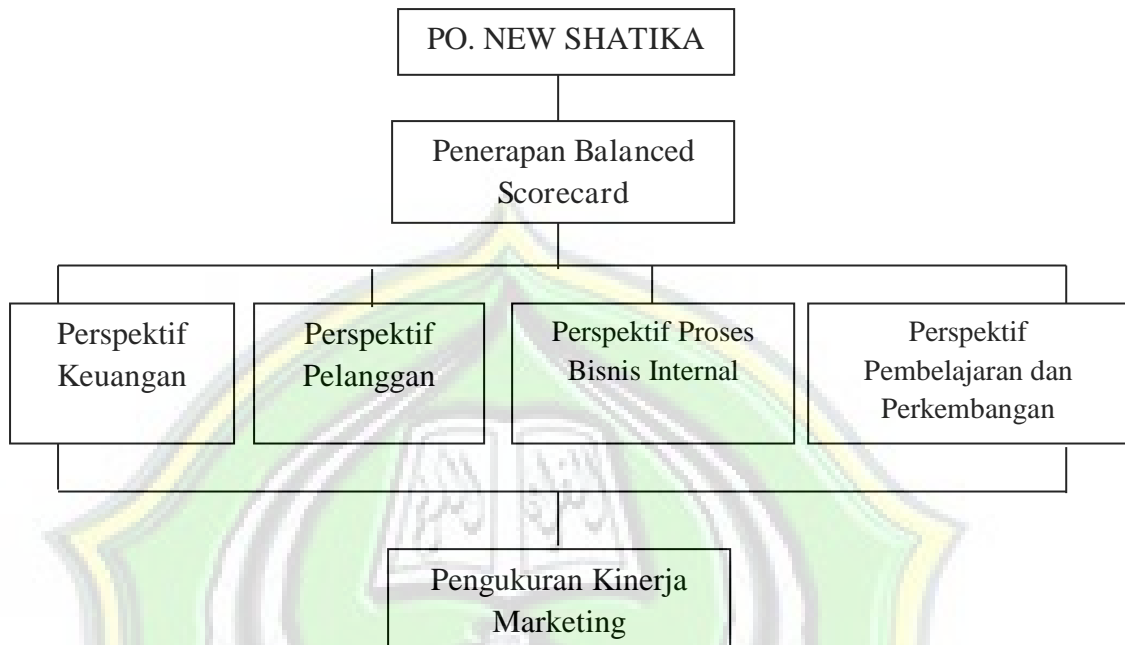 PO. NEW SHATIKA
Penerapan Balanced
Scorecard
Perspektif
Keuangan
Perspektif
Pelanggan
Perspektif Proses
Bisnis Internal
Perspektif
Pembelajaran dan
Perkembangan
Pengukuran Kinerja
Marketing